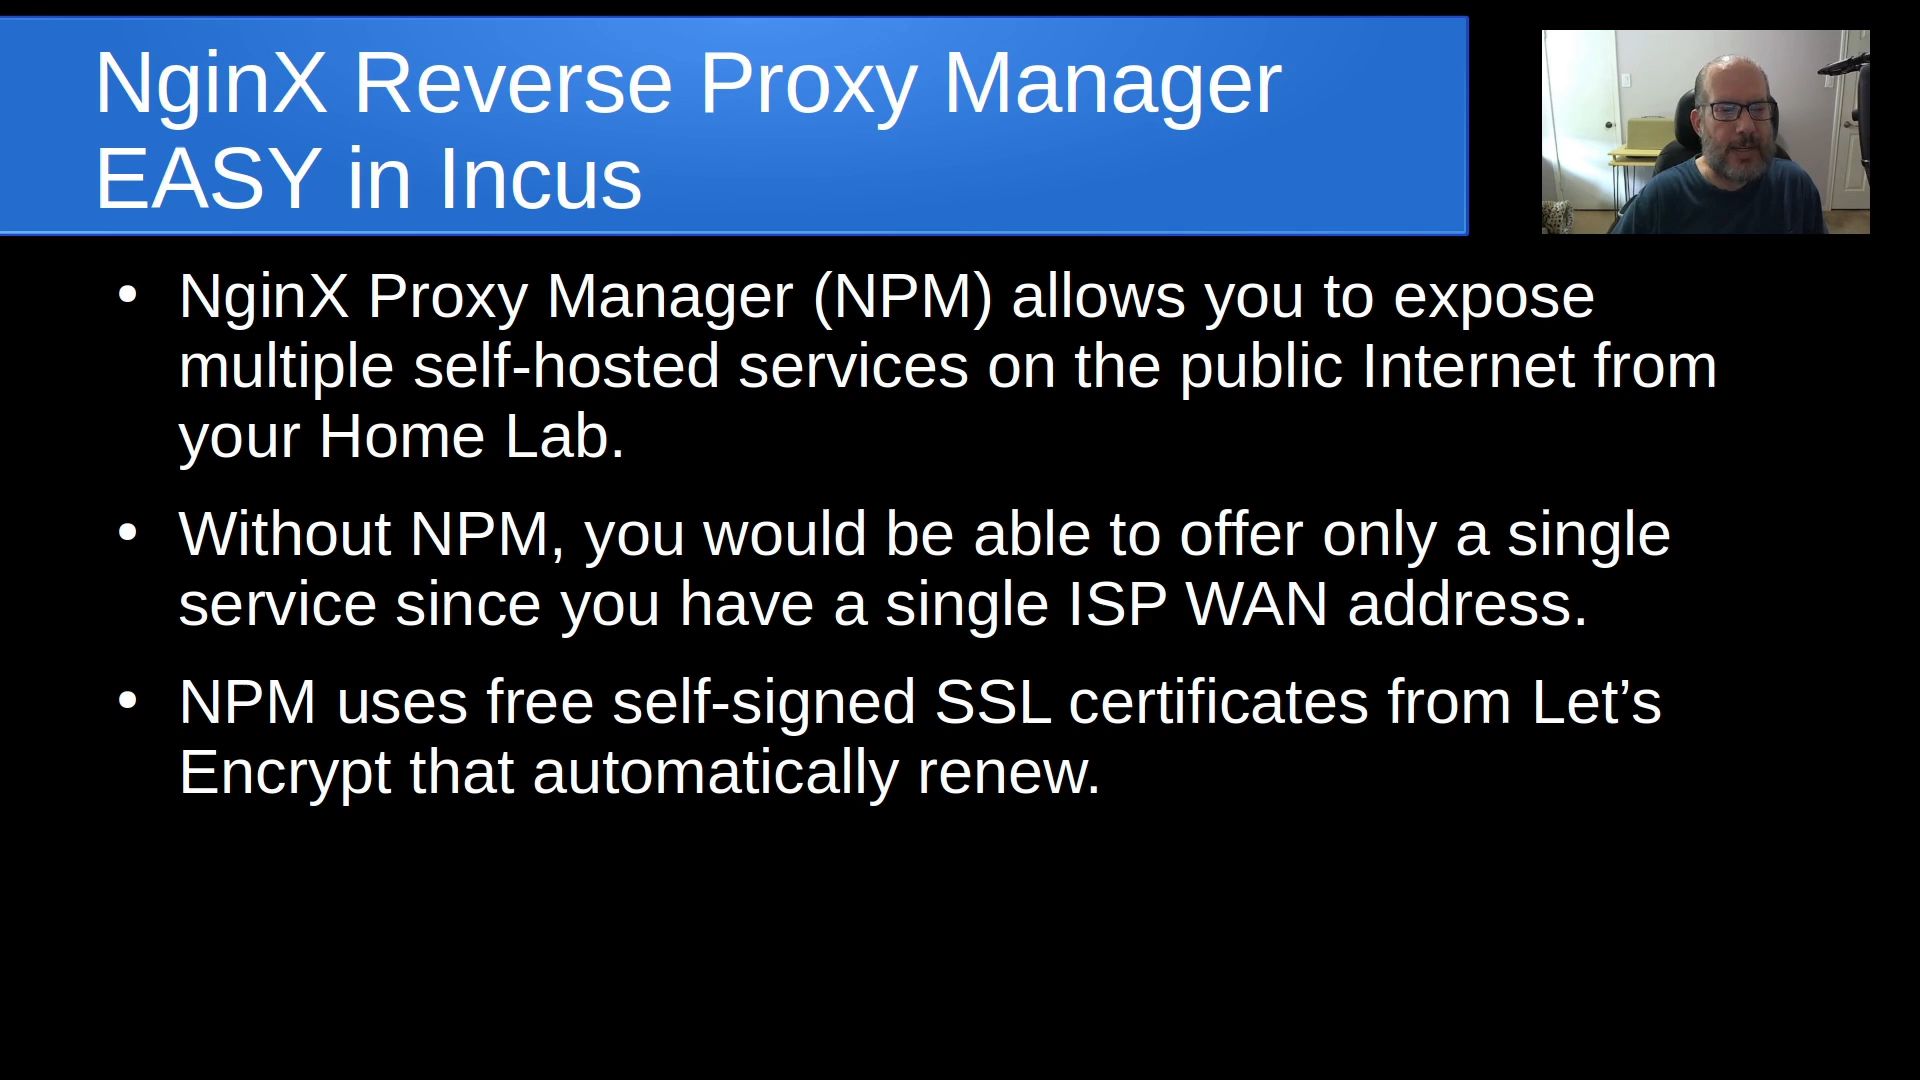 NginX Reverse Proxy Manager
EASY in Incus
• NginX Proxy Manager (NPM) allows you to expose
multiple self-hosted services on the public Internet from
your Home Lab.
• Without NPM, you would be able to offer only a single
service since you have a single ISP WAN address.
• NPM uses free self-signed SSL certificates from Let’s
Encrypt that automatically renew.